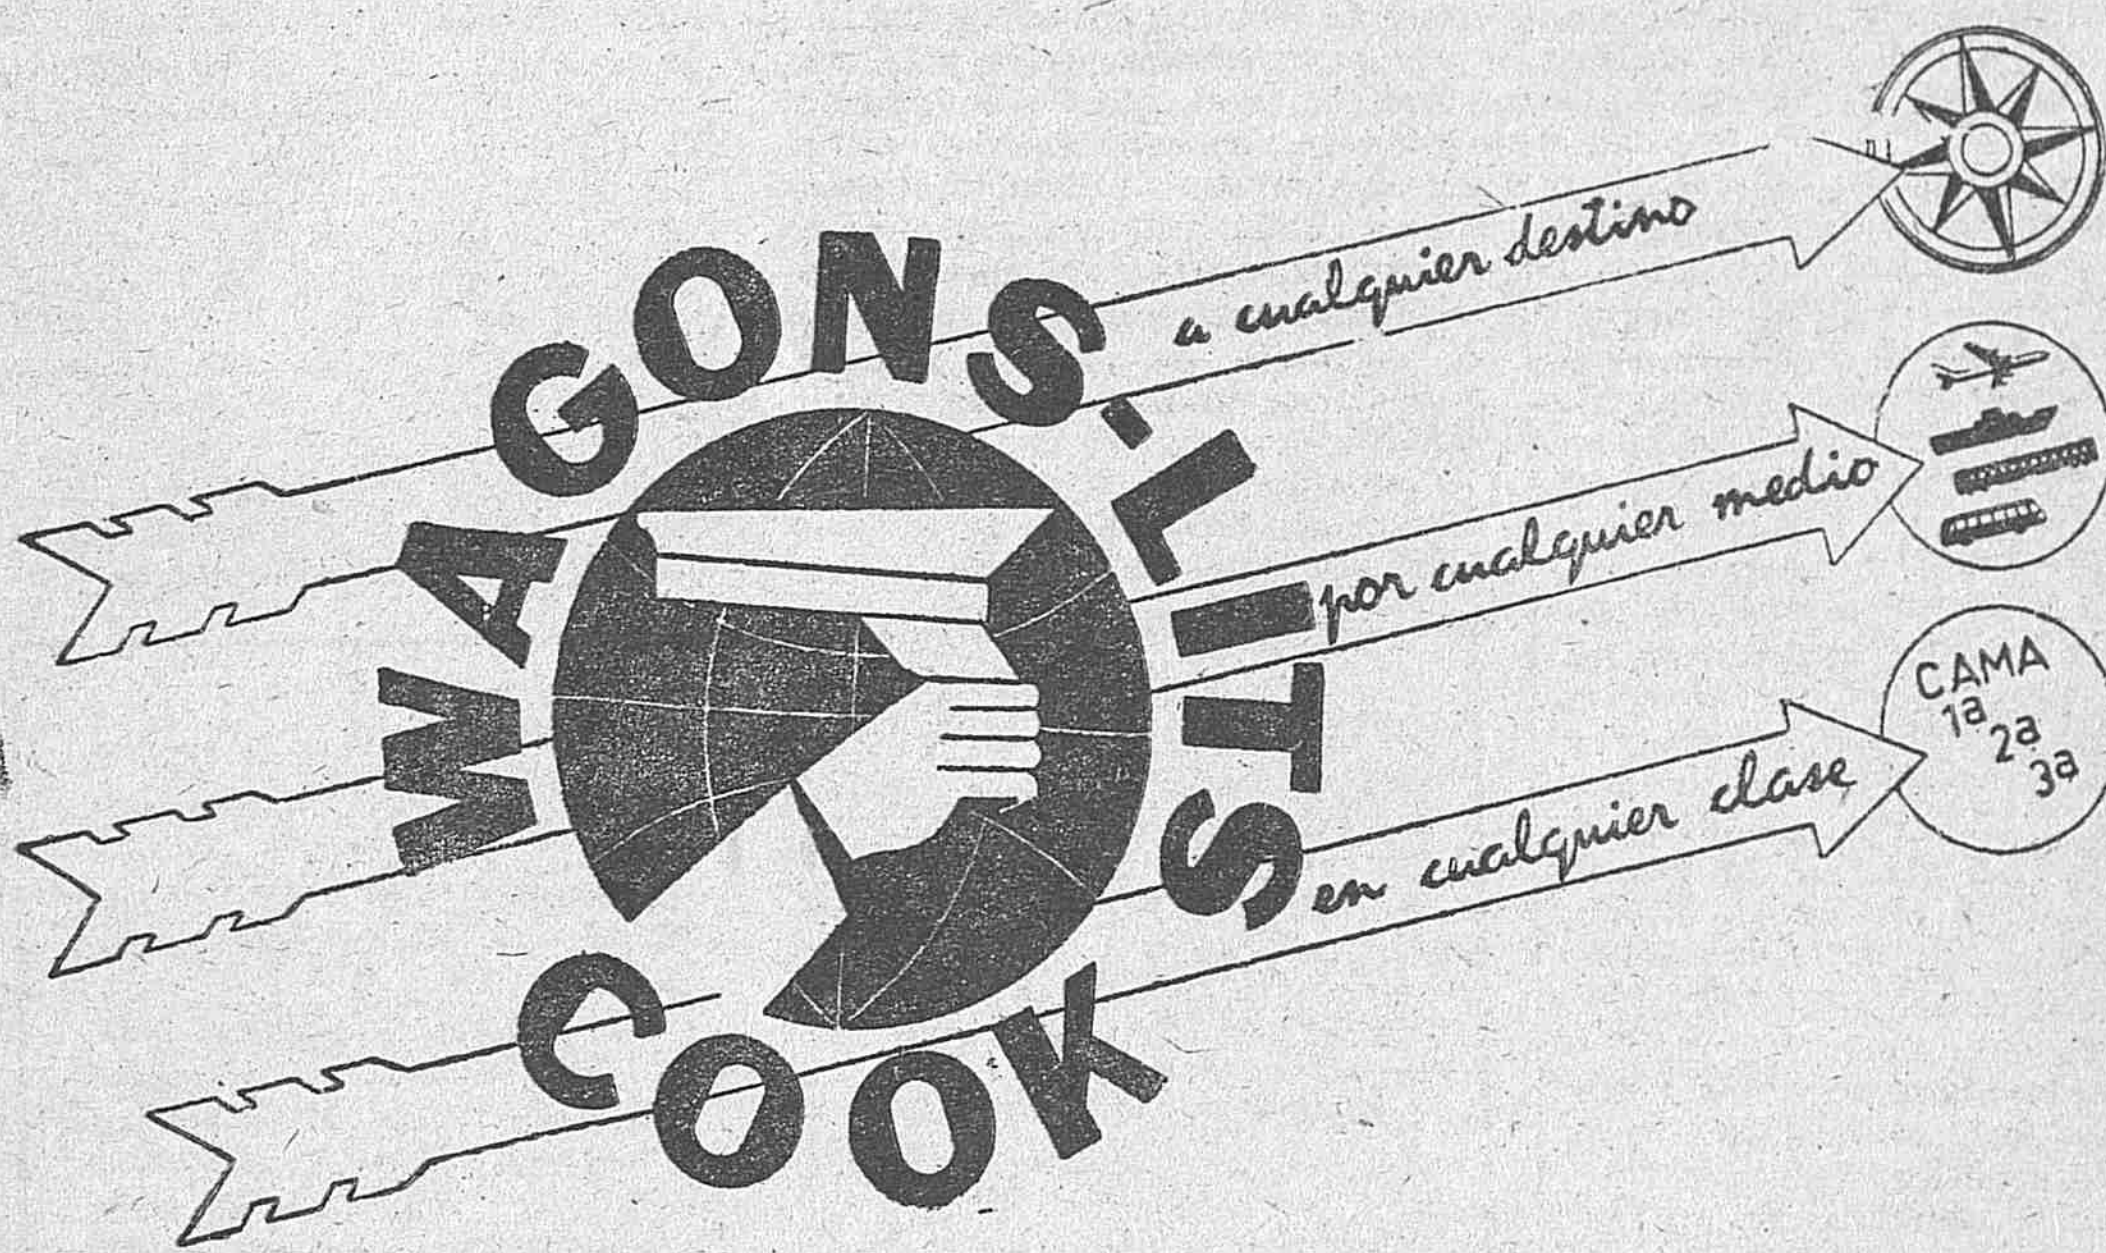 WAGONS-LITS
COOK
a cualquier destino
por cualquier medio
en cualquier clase
CAMA
1a
2a
3a